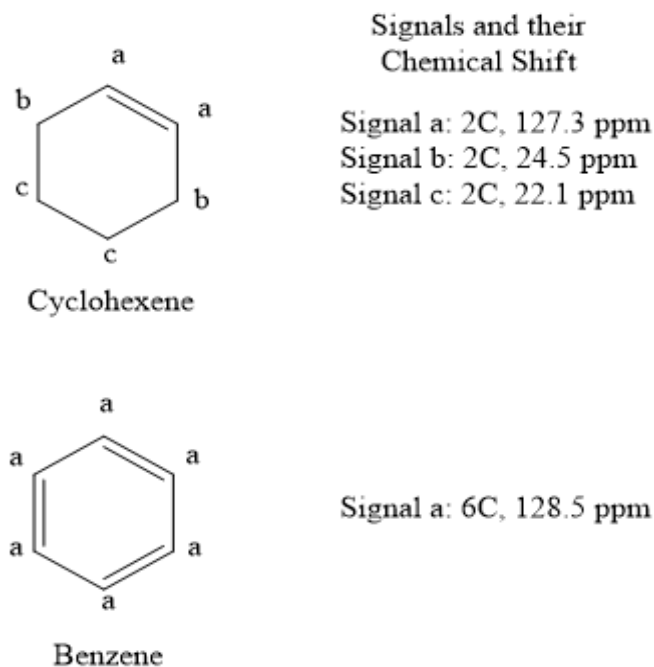 Signals and their
Chemical Shift
a
b
a
c
b
c
Signal a: 2C, 127.3 ppm
Signal b: 2C, 24.5 ppm
Signal c: 2C, 22.1 ppm
Cyclohexene
a
a
a
a
a
a
Signal a: 6C, 128.5 ppm
Benzene